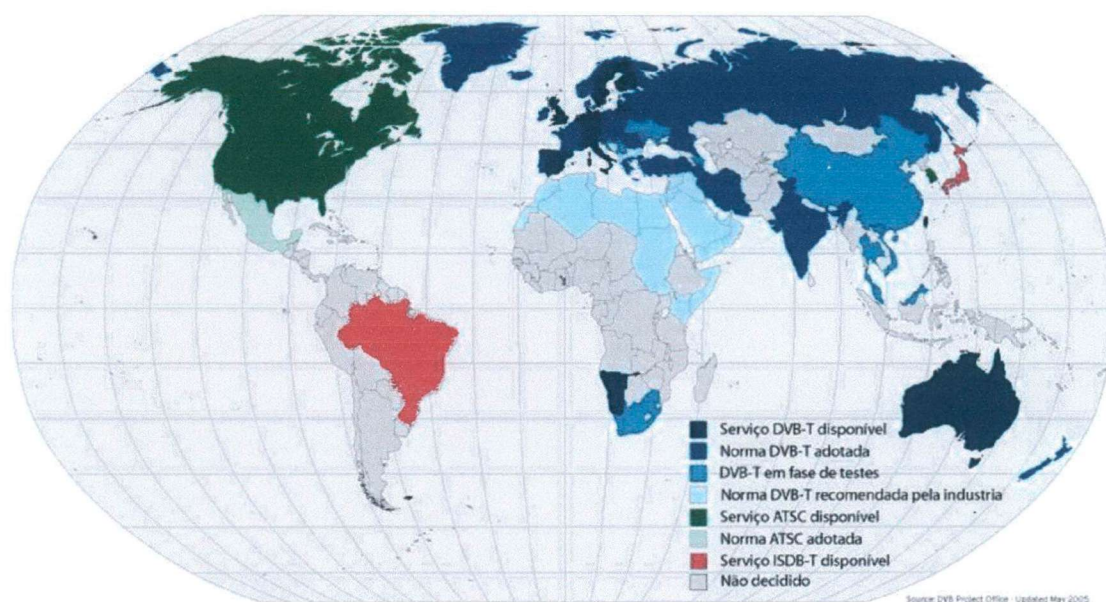 Serviço DVB-T disponível
Norma DVB-T adotada
DVB-T em fase de testes
Norma DVB-T recomendada pela industria
Serviço ATSC disponível
Norma ATSC adotada
Serviço ISDB-T disponível
Não decidido
Source: DVB Project Office - Updated May 2005